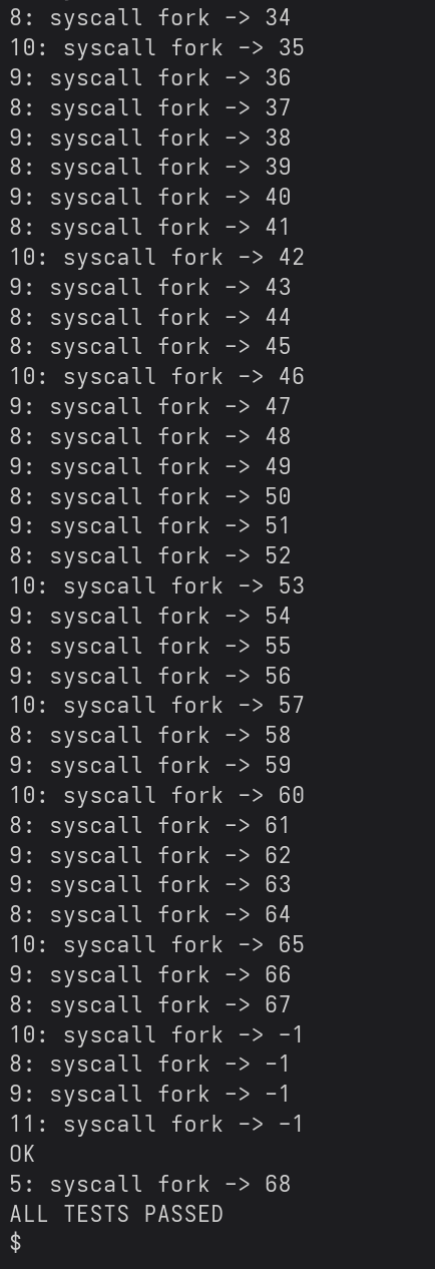 8: syscall fork -> 34
10: syscall fork -> 35
9: syscall fork -> 36
8: syscall fork -> 37
9: syscall fork -> 38
8: syscall fork -> 39
9: syscall fork -> 40
8: syscall fork -> 41
10: syscall fork -> 42
9: syscall fork -> 43
8: syscall fork -> 44
8: syscall fork -> 45
10: syscall fork -> 46
9: syscall fork -> 47
8: syscall fork -> 48
9: syscall fork -> 49
8: syscall fork -> 50
9: syscall fork -> 51
8: syscall fork -> 52
10: syscall fork -> 53
9: syscall fork -> 54
8: syscall fork -> 55
9: syscall fork -> 56
10: syscall fork -> 57
8: syscall fork -> 58
9: syscall fork -> 59
10: syscall fork -> 60
8: syscall fork -> 61
9: syscall fork -> 62
9: syscall fork -> 63
8: syscall fork -> 64
10: syscall fork -> 65
9: syscall fork -> 66
8: syscall fork -> 67
10: syscall fork -> -1
8: syscall fork -> -1
9: syscall fork -> -1
11: syscall fork -> -1
OK
5: syscall fork -> 68
ALL TESTS PASSED
$